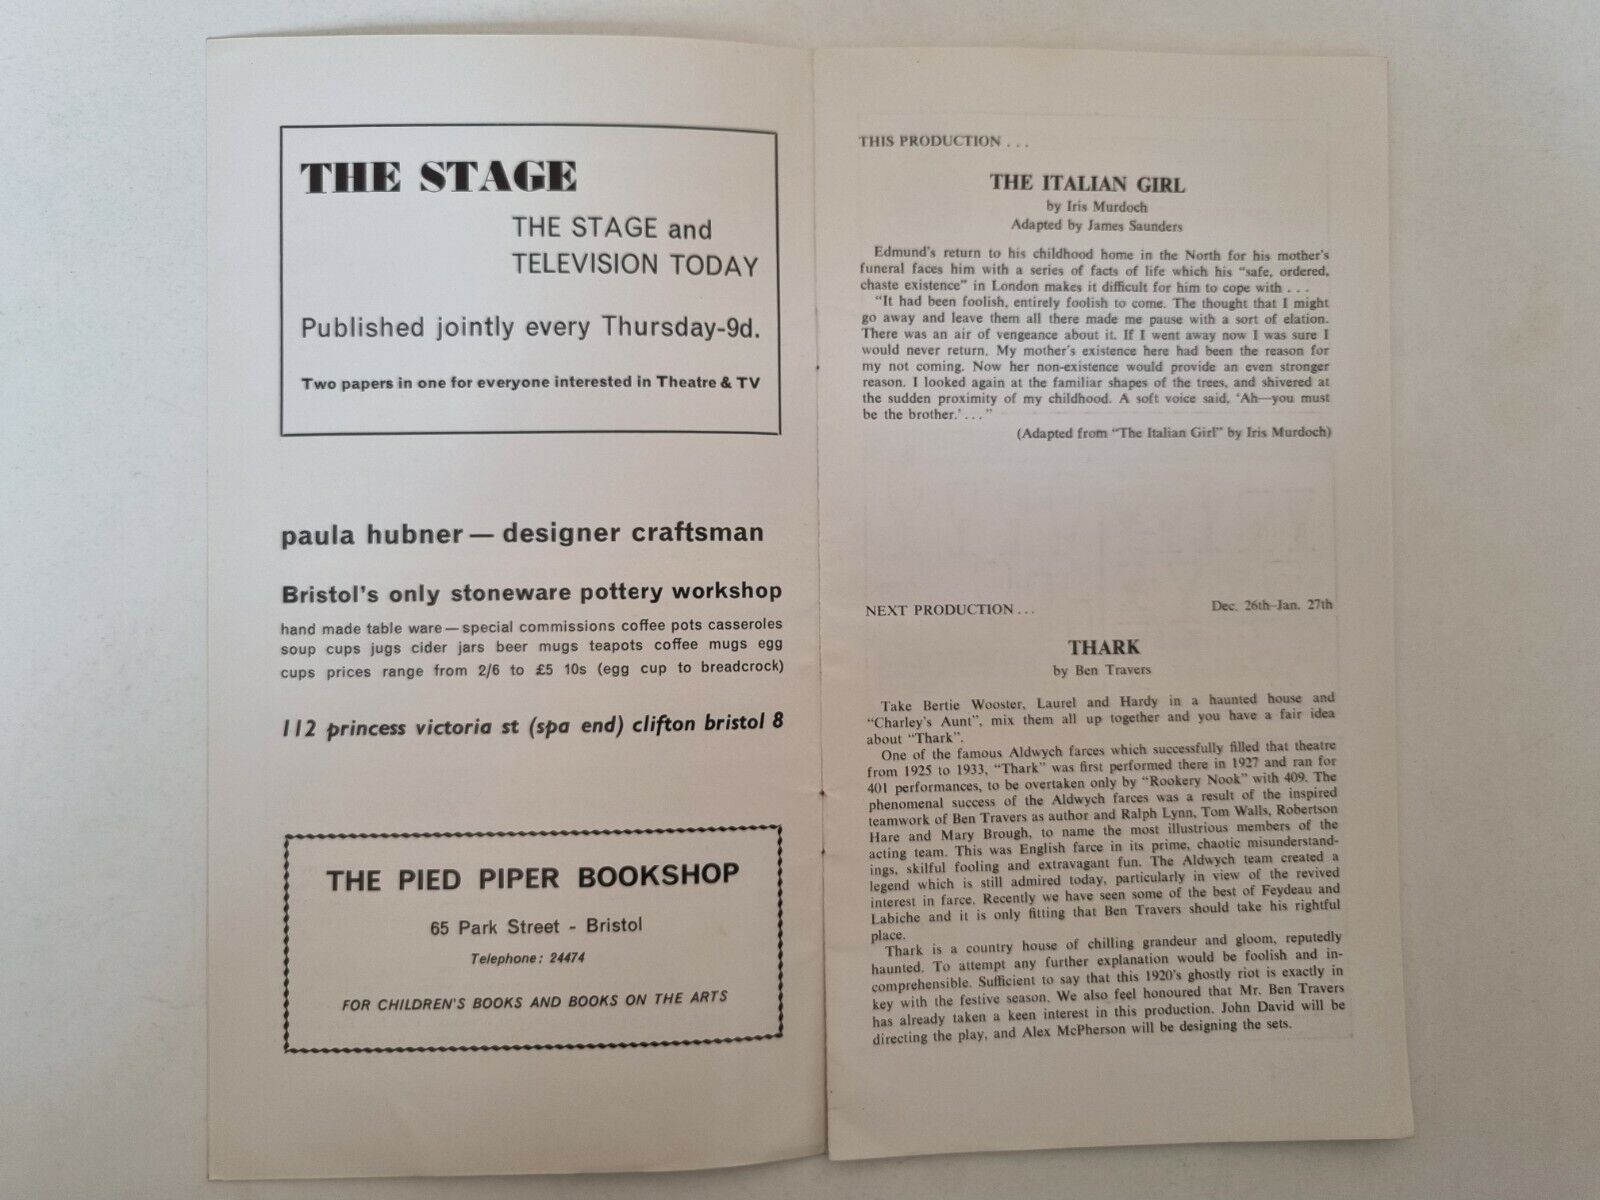 THE STAGE
THE STAGE and
TELEVISION TODAY
Published jointly every Thursday-9d.
Two papers in one for everyone interested in Theatre & TV
paula hubner — designer craftsman
Bristol's only stoneware pottery workshop
hand made table ware — special commissions coffee pots casseroles
soup cups jugs cider jars beer mugs teapots coffee mugs egg
cups prices range from 2/6 to £5 10s (egg cup to breadcrock)
112 princess victoria st (spa end) clifton bristol 8
THE PIED PIPER BOOKSHOP
65 Park Street - Bristol
Telephone: 24474
FOR CHILDREN'S BOOKS AND BOOKS ON THE ARTS
THIS PRODUCTION . . .
THE ITALIAN GIRL
by Iris Murdoch
Adapted by James Saunders
Edmund's return to his childhood home in the North for his mother's
funeral faces him with a series of facts of life which his "safe, ordered,
chaste existence" in London makes it difficult for him to cope with . . .
"It had been foolish, entirely foolish to come. The thought that I might
go away and leave them all there made me pause with a sort of elation.
There was an air of vengeance about it. If I went away now I was sure I
would never return. My mother's existence here had been the reason for
my not coming. Now her non-existence would provide an even stronger
reason. I looked again at the familiar shapes of the trees, and shivered at
the sudden proximity of my childhood. A soft voice said, 'Ah—you must
be the brother.' . . ."
(Adapted from "The Italian Girl" by Iris Murdoch)
NEXT PRODUCTION . . . Dec. 26th–Jan. 27th
THARK
by Ben Travers
Take Bertie Wooster, Laurel and Hardy in a haunted house and
"Charley's Aunt", mix them all up together and you have a fair idea
about "Thark".
One of the famous Aldwych farces which successfully filled that theatre
from 1925 to 1933, "Thark" was first performed there in 1927 and ran for
401 performances, to be overtaken only by "Rookery Nook" with 409. The
phenomenal success of the Aldwych farces was a result of the inspired
teamwork of Ben Travers as author and Ralph Lynn, Tom Walls, Robertson
Hare and Mary Brough, to name the most illustrious members of the
acting team. This was English farce in its prime, chaotic misunderstand-
ings, skilful fooling and extravagant fun. The Aldwych team created a
legend which is still admired today, particularly in view of the revived
interest in farce. Recently we have seen some of the best of Feydeau and
Labiche and it is only fitting that Ben Travers should take his rightful
place.
Thark is a country house of chilling grandeur and gloom, reputedly
haunted. To attempt any further explanation would be foolish and in-
comprehensible. Sufficient to say that this 1920's ghostly riot is exactly in
key with the festive season. We also feel honoured that Mr. Ben Travers
has already taken a keen interest in this production. John David will be
directing the play, and Alex McPherson will be designing the sets.